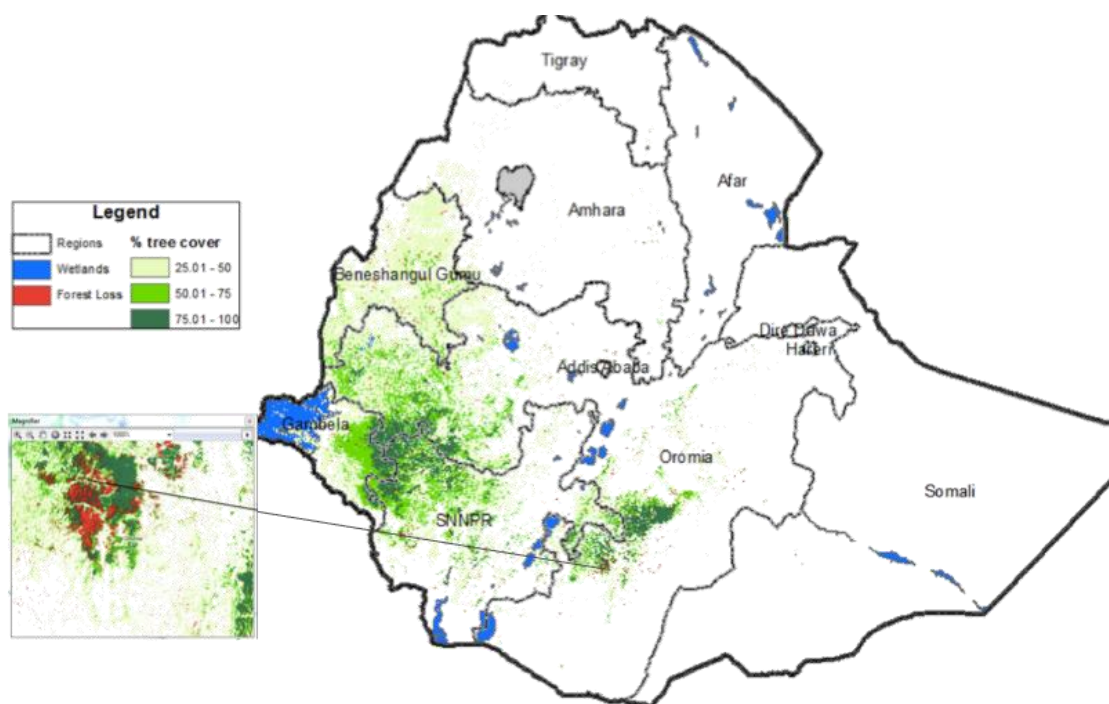 Tigray
Afar
Amhara
Legend
Regions
Wetlands
Forest Loss
% tree cover
25.01 - 50
50.01 - 75
75.01 - 100
Beneshangul Gumu
Dire Dawa
Hareri
Addis Ababa
Gambela
Magnifier
100%
Oromia
Somali
SNNPR